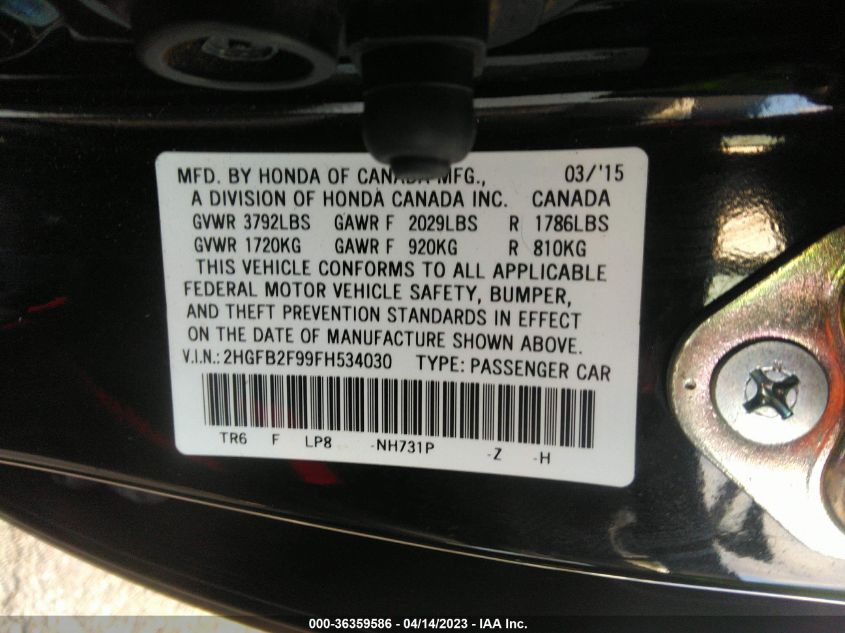 MFD. BY HONDA OF CANADA MFG., 03/'15
A DIVISION OF HONDA CANADA INC. CANADA
GVWR 3792LBS GAWR F 2029LBS R 1786LBS
GVWR 1720KG GAWR F 920KG R 810KG
THIS VEHICLE CONFORMS TO ALL APPLICABLE
FEDERAL MOTOR VEHICLE SAFETY, BUMPER,
AND THEFT PREVENTION STANDARDS IN EFFECT
ON THE DATE OF MANUFACTURE SHOWN ABOVE.
V.I.N.: 2HGFB2F99FH534030 TYPE: PASSENGER CAR
TR6 F LP8 -NH731P -Z -H
000-36359586 - 04/14/2023 - IAA Inc.